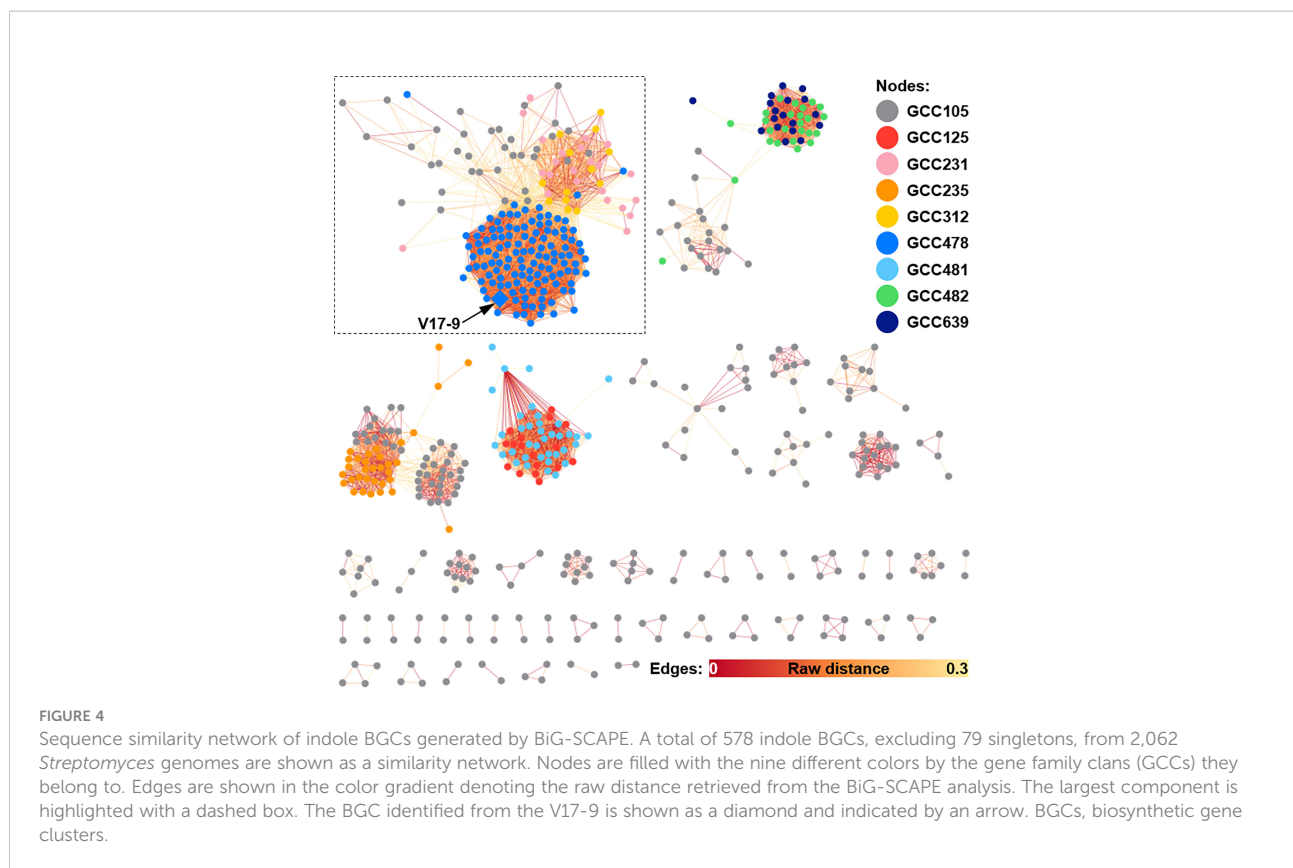 Nodes:
GCC105
GCC125
GCC231
GCC235
GCC312
GCC478
GCC481
GCC482
GCC639
V17-9
Edges: 0 Raw distance 0.3
FIGURE 4
Sequence similarity network of indole BGCs generated by BiG-SCAPE. A total of 578 indole BGCs, excluding 79 singletons, from 2,062
Streptomyces genomes are shown as a similarity network. Nodes are filled with the nine different colors by the gene family clans (GCCs) they
belong to. Edges are shown in the color gradient denoting the raw distance retrieved from the BiG-SCAPE analysis. The largest component is
highlighted with a dashed box. The BGC identified from the V17-9 is shown as a diamond and indicated by an arrow. BGCs, biosynthetic gene
clusters.